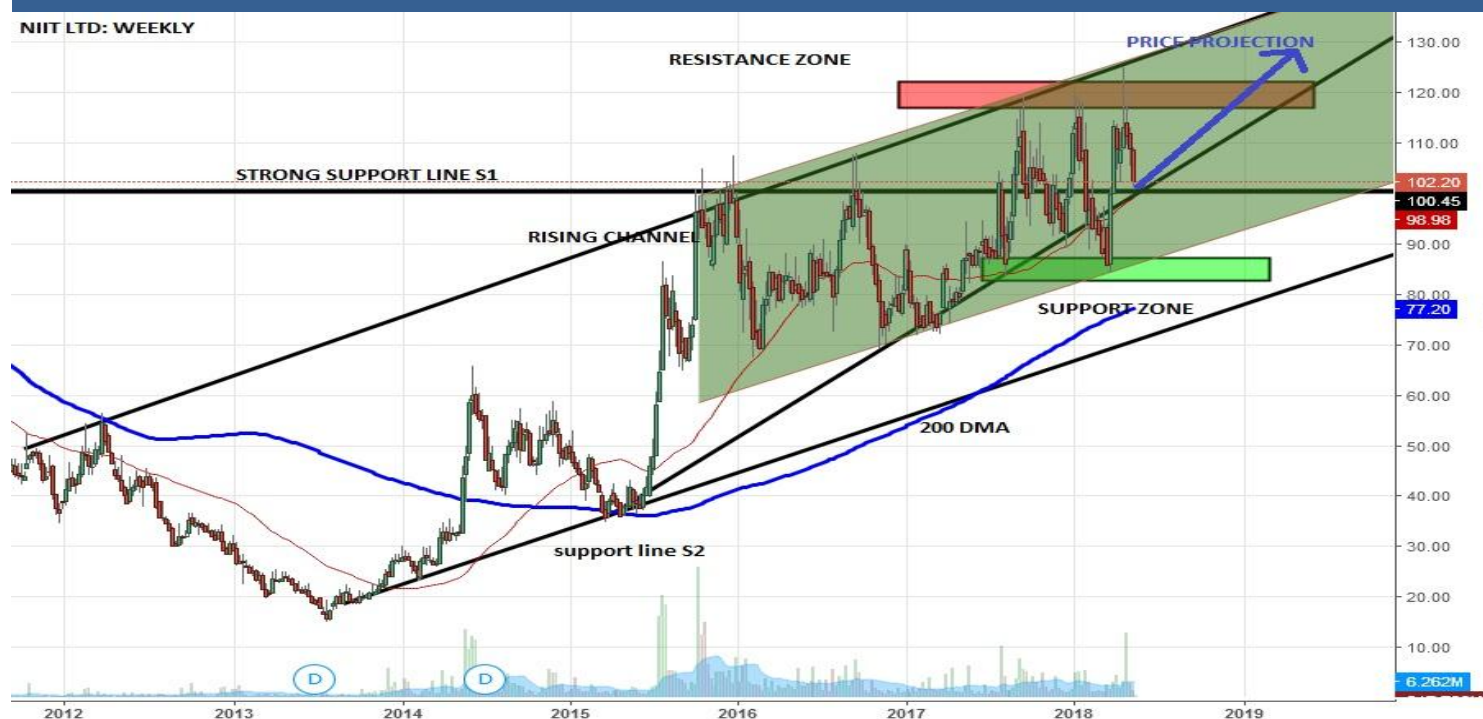 NIIT LTD: WEEKLY
PRICE PROJECTION
130.00
RESISTANCE ZONE
120.00
110.00
STRONG SUPPORT LINE S1
102.20
100.45
98.98
RISING CHANNEL
90.00
80.00
SUPPORT ZONE
77.20
70.00
60.00
200 DMA
50.00
40.00
support line S2
30.00
20.00
10.00
D D
6.262M
2012 2013 2014 2015 2016 2017 2018 2019